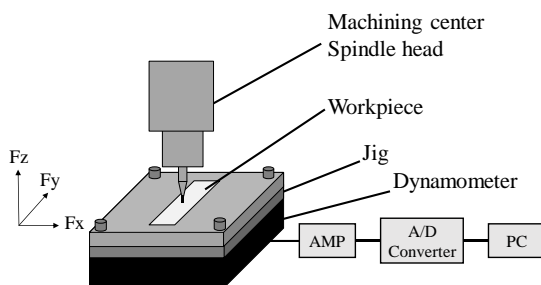 Machining center
Spindle head
Workpiece
Jig
Dynamometer
Fz
Fy
Fx
AMP
A/D
Converter
PC